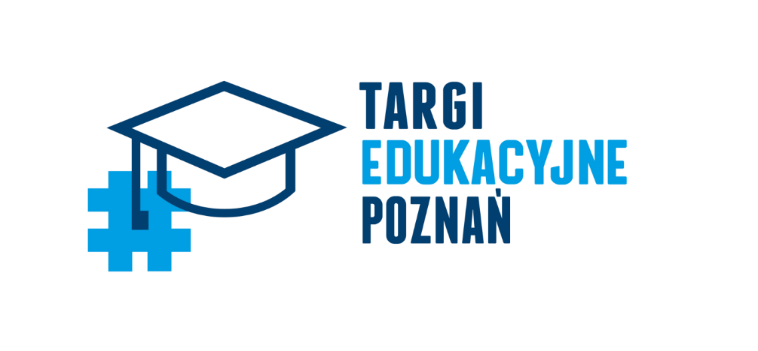 TARGI
EDUKACYJNE
POZNAŃ